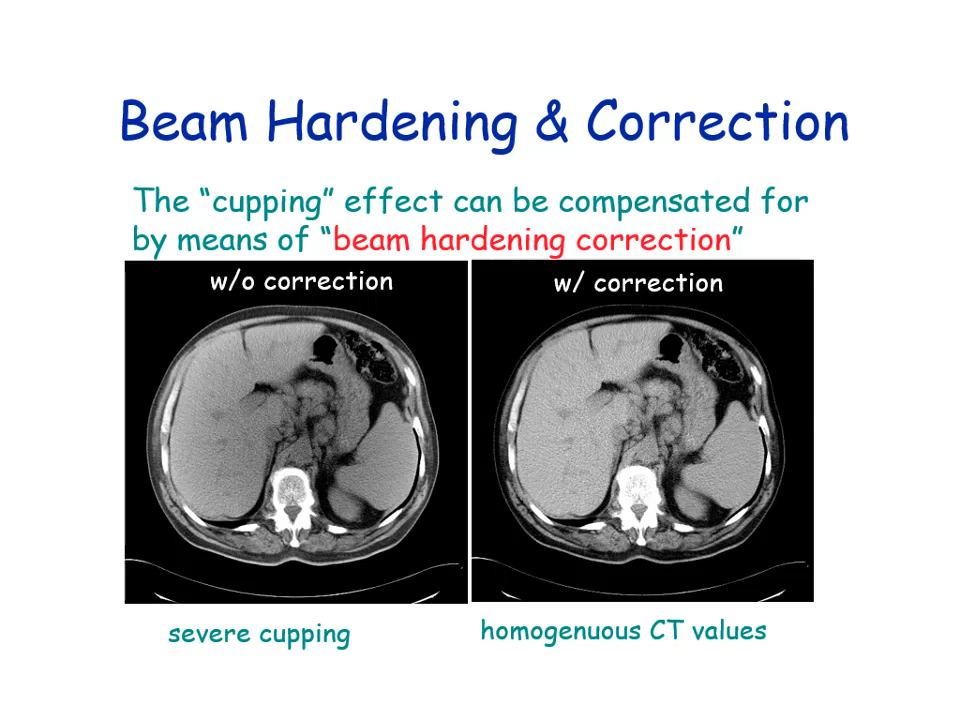 Beam Hardening & Correction
The “cupping” effect can be compensated for
by means of “beam hardening correction”
w/o correction
w/ correction
severe cupping
homogenuous CT values